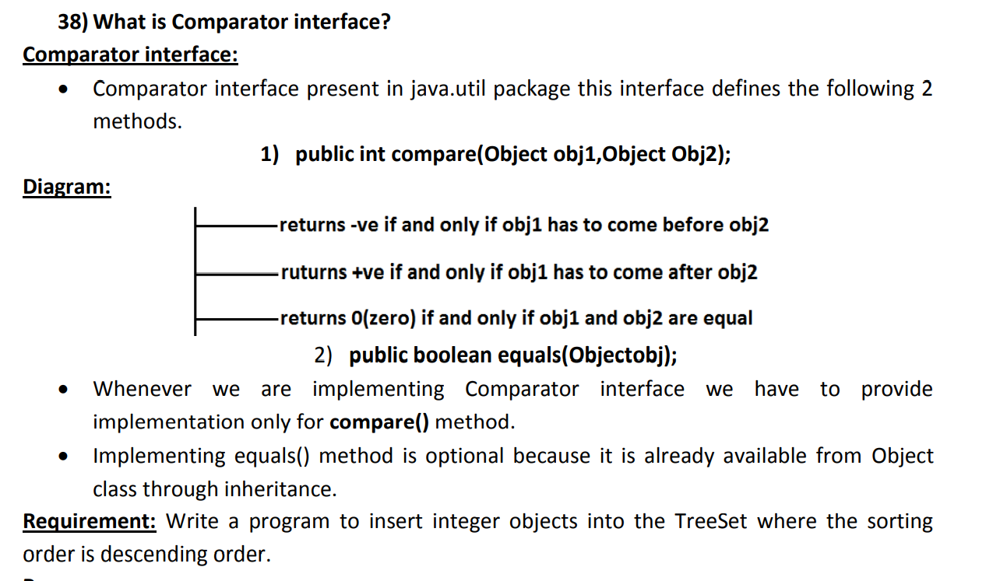 38) What is Comparator interface?
Comparator interface:
• Comparator interface present in java.util package this interface defines the following 2
methods.
1) public int compare(Object obj1,Object Obj2);
Diagram:
returns -ve if and only if obj1 has to come before obj2
ruturns +ve if and only if obj1 has to come after obj2
returns 0(zero) if and only if obj1 and obj2 are equal
2) public boolean equals(Objectobj);
• Whenever we are implementing Comparator interface we have to provide
implementation only for compare() method.
• Implementing equals() method is optional because it is already available from Object
class through inheritance.
Requirement: Write a program to insert integer objects into the TreeSet where the sorting
order is descending order.